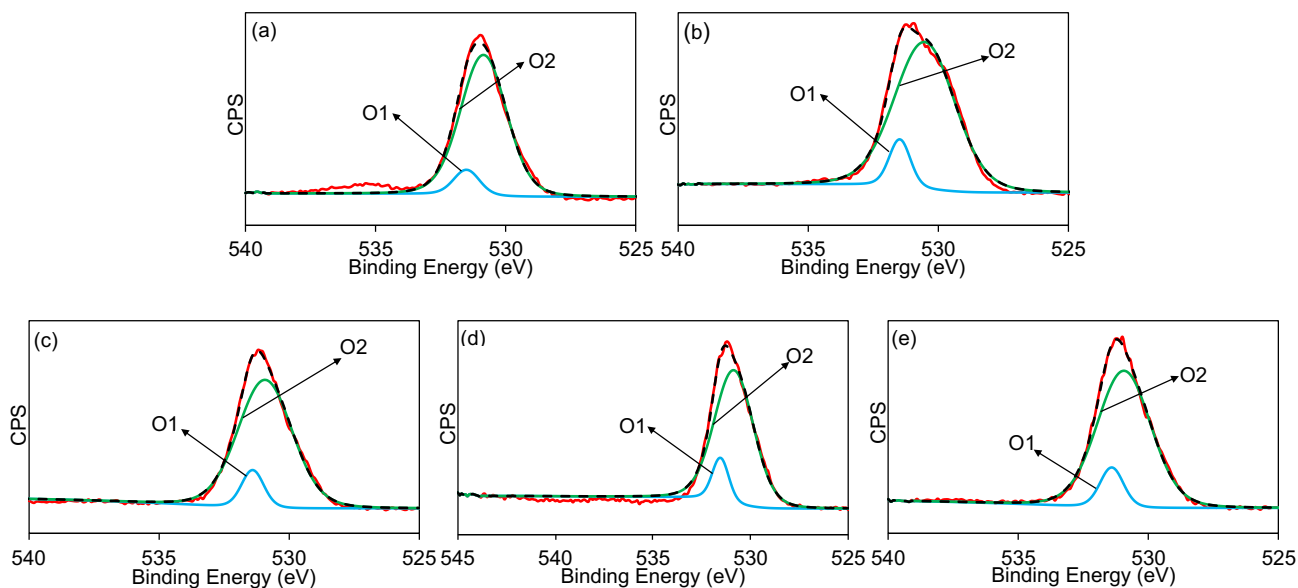 (a)
O2
O1
CPS
540
535
530
525
Binding Energy (eV)
(b)
O2
O1
CPS
540
535
530
525
Binding Energy (eV)
(c)
O2
O1
CPS
540
535
530
525
Binding Energy (eV)
(d)
O2
O1
CPS
545
540
535
530
525
Binding Energy (eV)
(e)
O2
O1
CPS
540
535
530
525
Binding Energy (eV)